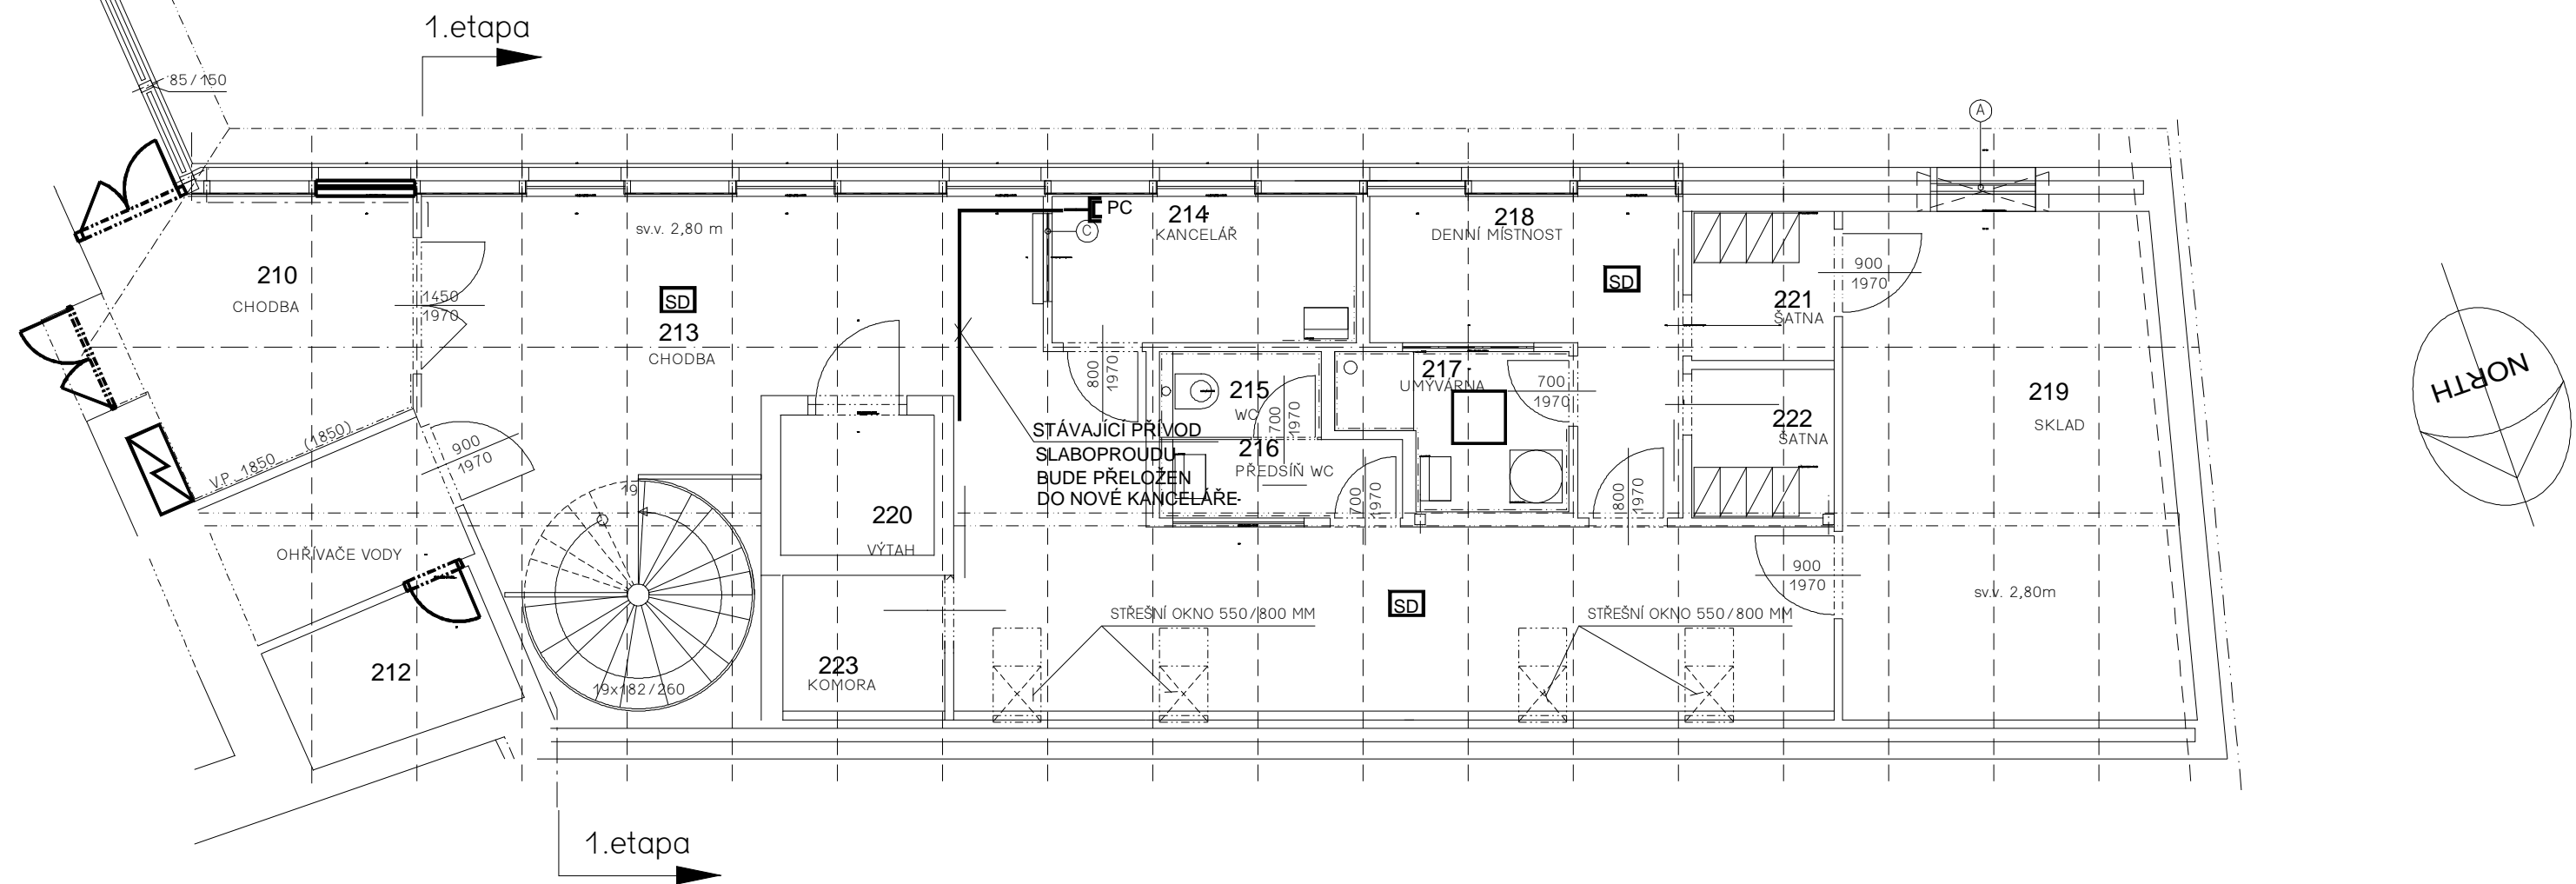 1.etapa
85/150
A
PC
C
214
KANCELÁŘ
218
DENNÍ MÍSTNOST
sv.v. 2,80 m
210
CHODBA
1450
1970
SD
213
CHODBA
SD
221
ŠATNA
900
1970
NORTH
800
1970
215
WC
700
1970
217
UMÝVÁRNA
700
1970
222
ŠATNA
219
SKLAD
V.P. 1850
(1850)
900
1970
STÁVAJÍCÍ PŘÍVOD
SLABOPROUDU
BUDE PŘELOŽEN
DO NOVÉ KANCELÁŘE
216
PŘEDSÍŇ WC
700
1970
800
1970
19
220
VÝTAH
OHŘÍVAČE VODY
900
1970
sv.v. 2,80m
SD
STŘEŠNÍ OKNO 550/800 MM
STŘEŠNÍ OKNO 550/800 MM
212
19x182/260
223
KOMORA
1.etapa